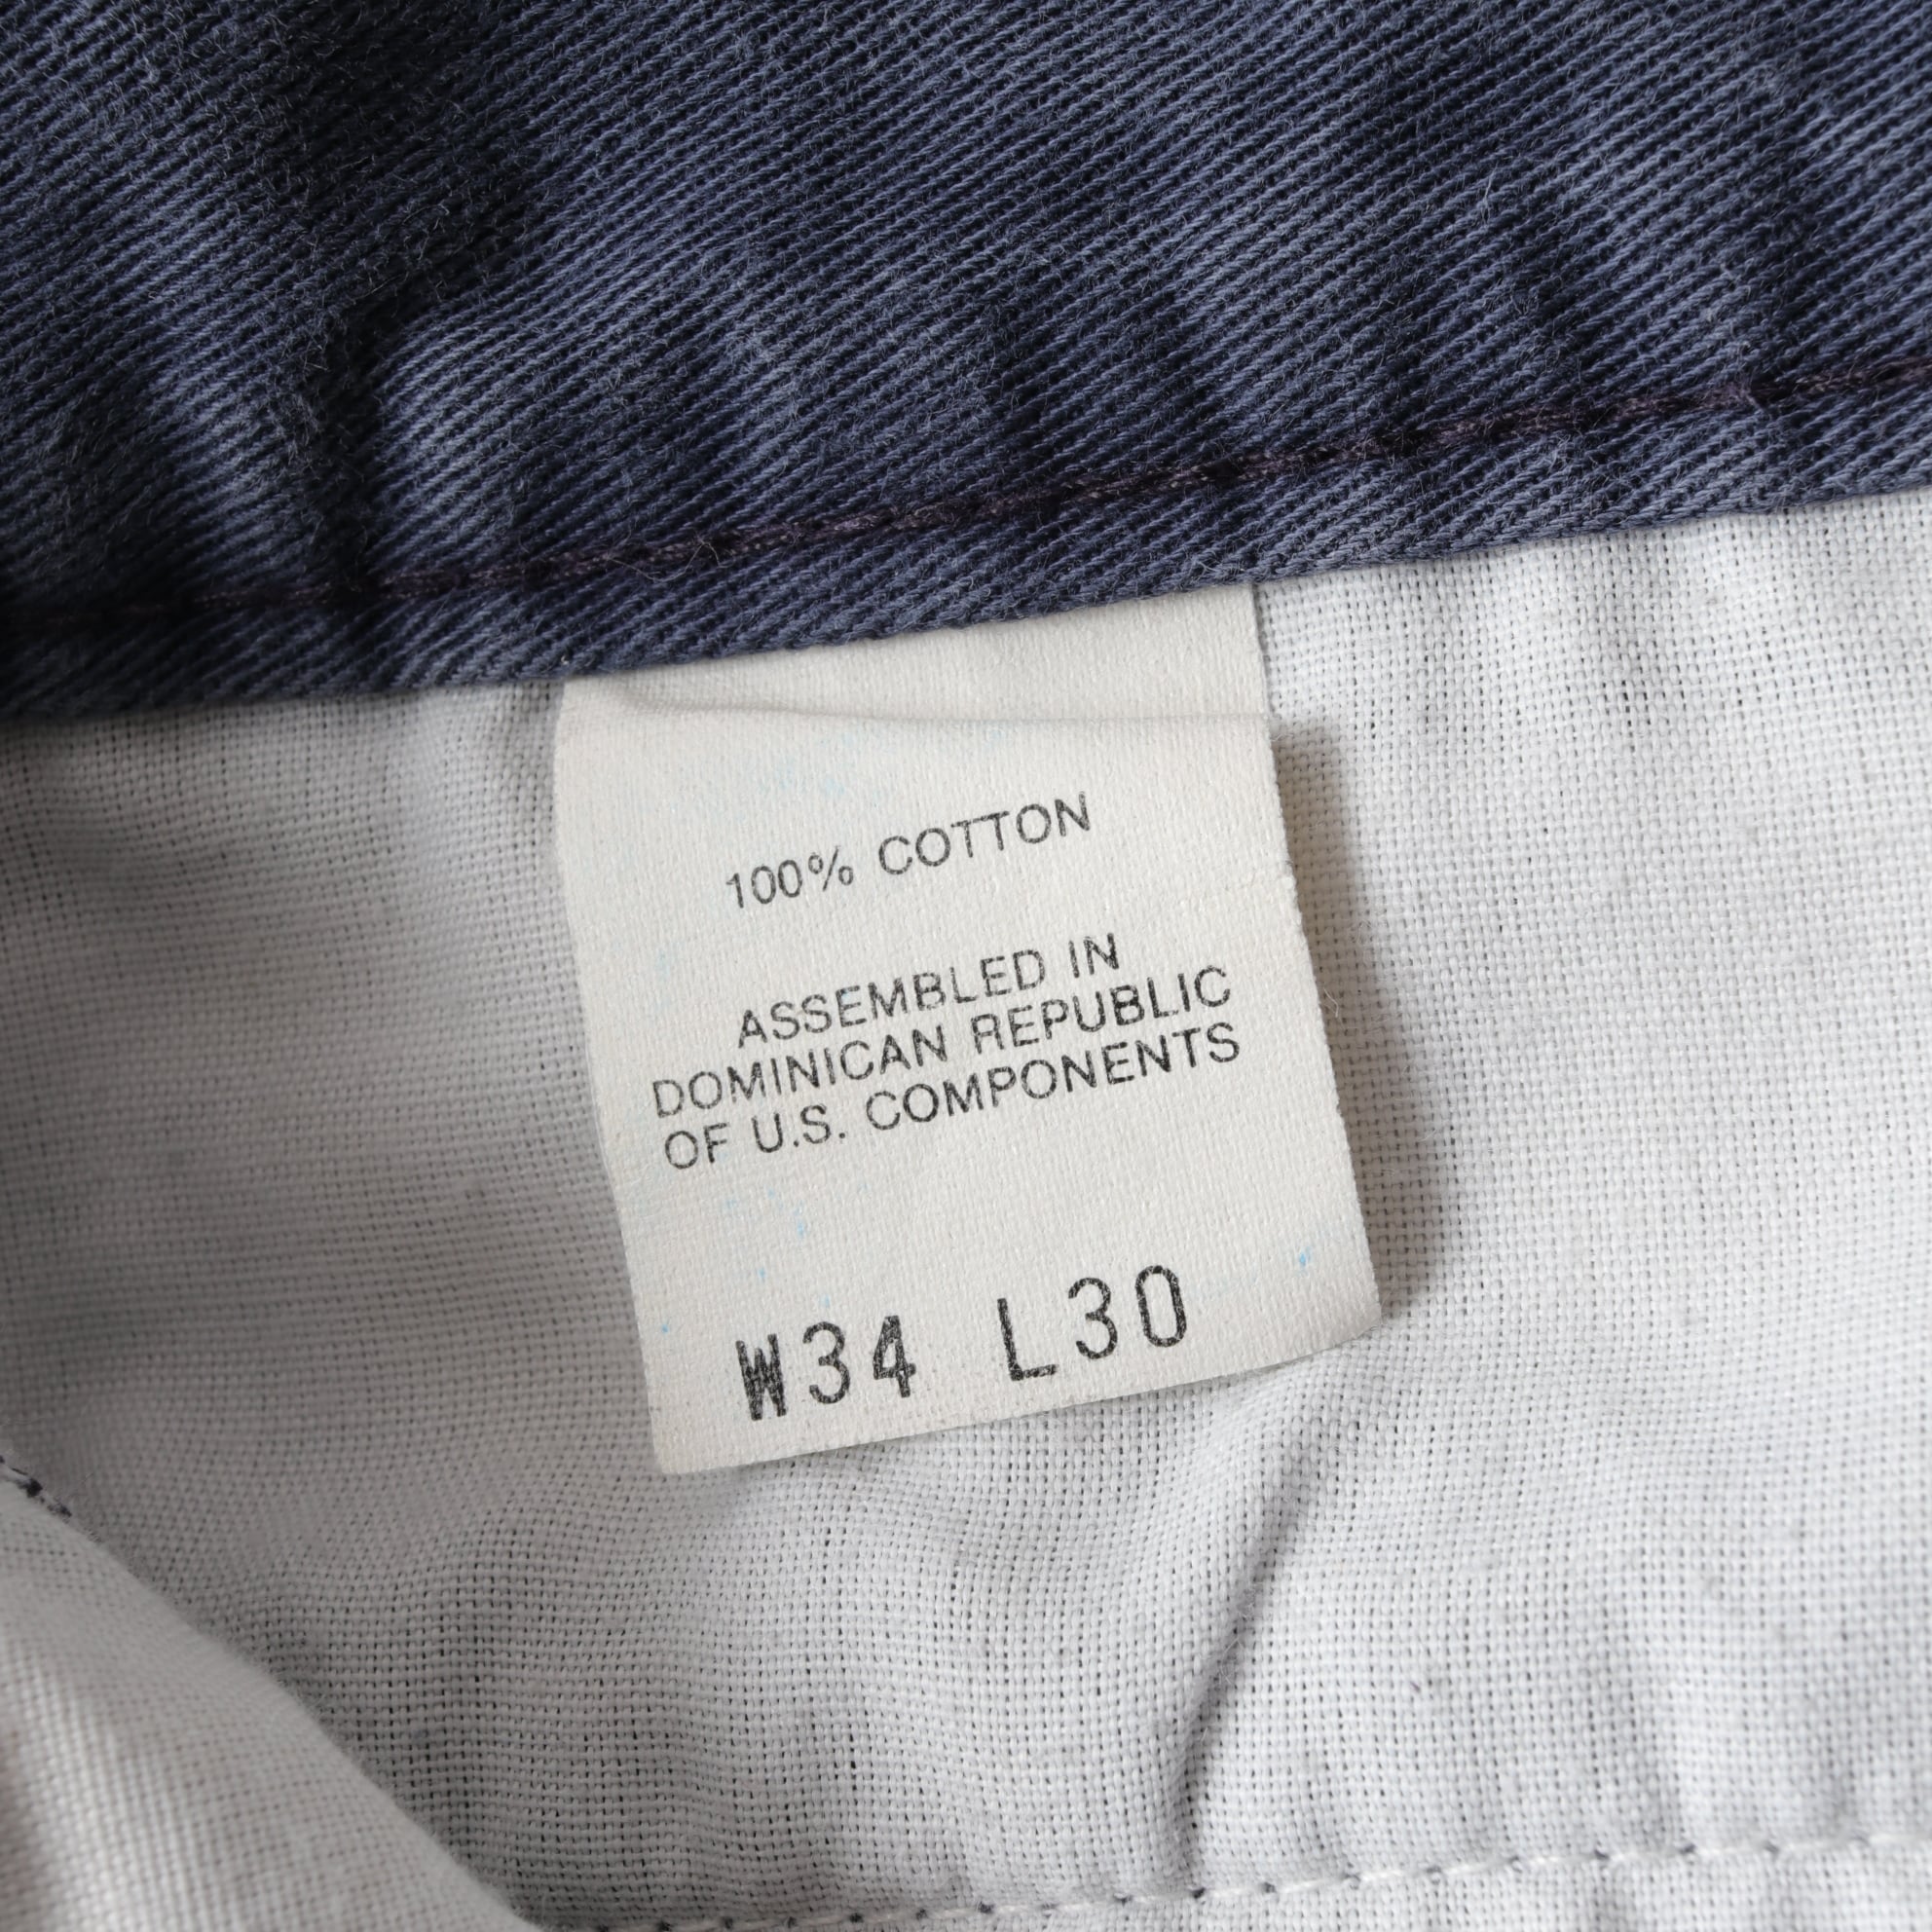 100% COTTON
ASSEMBLED IN
DOMINICAN REPUBLIC
OF U.S. COMPONENTS
W34 L30